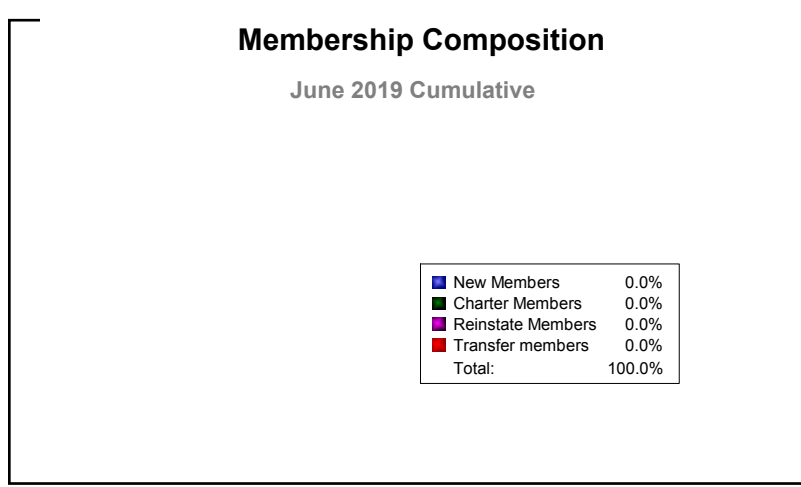 Membership Composition
June 2019 Cumulative
New Members 0.0%
Charter Members 0.0%
Reinstate Members 0.0%
Transfer members 0.0%
Total: 100.0%